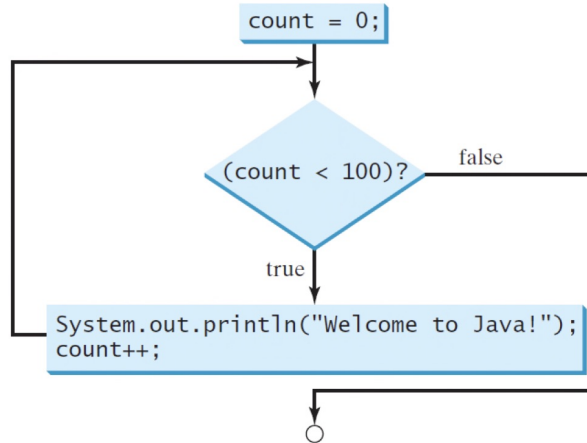 count = 0;
(count < 100)?
false
true
System.out.println("Welcome to Java!");
count++;